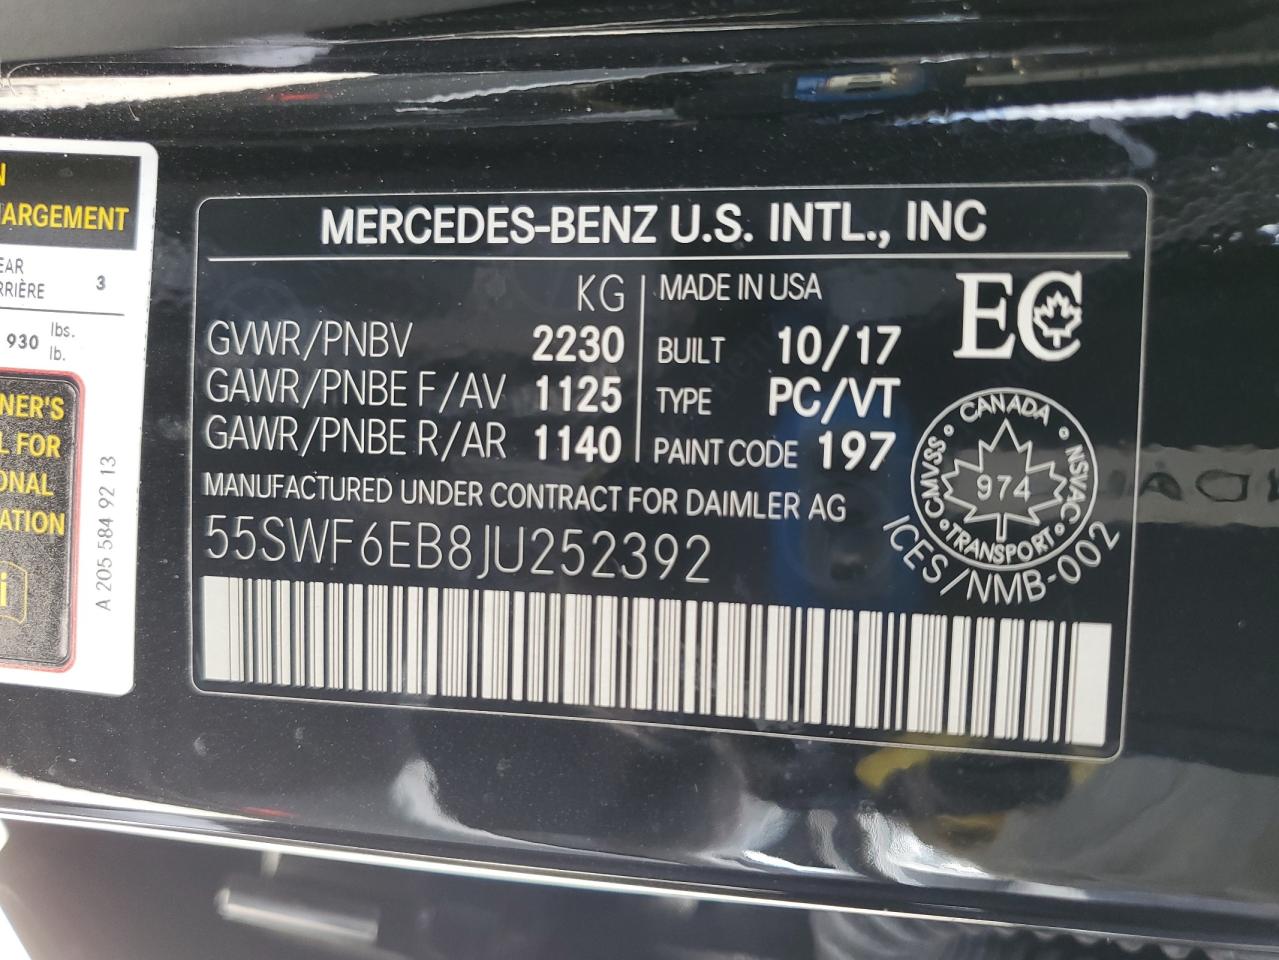 N
ARGEMENT
EAR
RRIÈRE 3
930 lbs.
lb.
NER'S
L FOR
ONAL
ATION
i
A 205 584 92 13
MERCEDES-BENZ U.S. INTL., INC
KG
GVWR/PNBV 2230
GAWR/PNBE F/AV 1125
GAWR/PNBE R/AR 1140
MADE IN USA
BUILT 10/17
TYPE PC/VT
PAINT CODE 197
EC
CANADA
CMVSS 974 NSVAC
TRANSPORT
ICES/NMB-002
MANUFACTURED UNDER CONTRACT FOR DAIMLER AG
55SWF6EB8JU252392